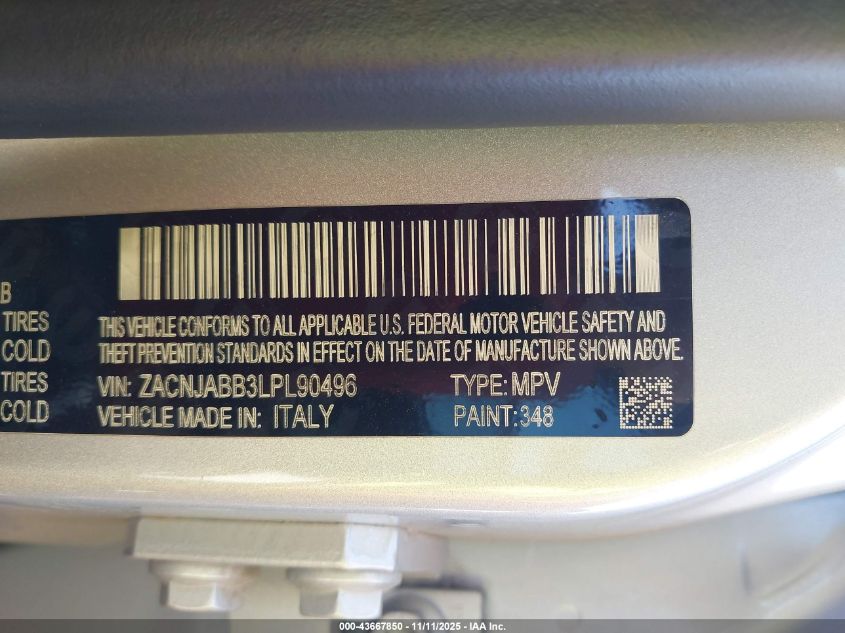 B
TIRES
COLD
TIRES
COLD
THIS VEHICLE CONFORMS TO ALL APPLICABLE U.S. FEDERAL MOTOR VEHICLE SAFETY AND
THEFT PREVENTION STANDARDS IN EFFECT ON THE DATE OF MANUFACTURE SHOWN ABOVE.
VIN: ZACNJABB3LPL90496 TYPE: MPV
VEHICLE MADE IN: ITALY PAINT: 348
000-43667850 - 11/11/2025 - IAA Inc.